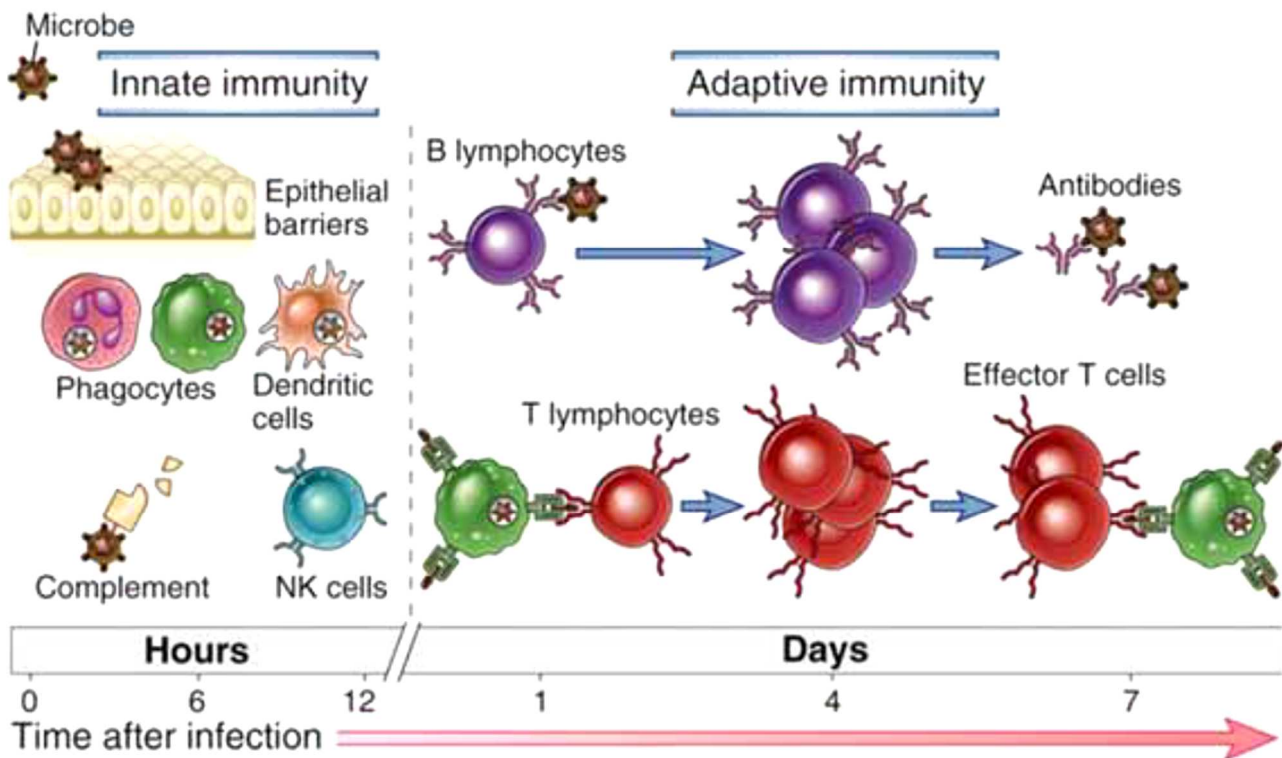 Microbe
Innate immunity
Adaptive immunity
Epithelial
barriers
B lymphocytes
Antibodies
Phagocytes
Dendritic
cells
T lymphocytes
Effector T cells
Complement
NK cells
Hours
Days
0
6
12
1
4
7
Time after infection